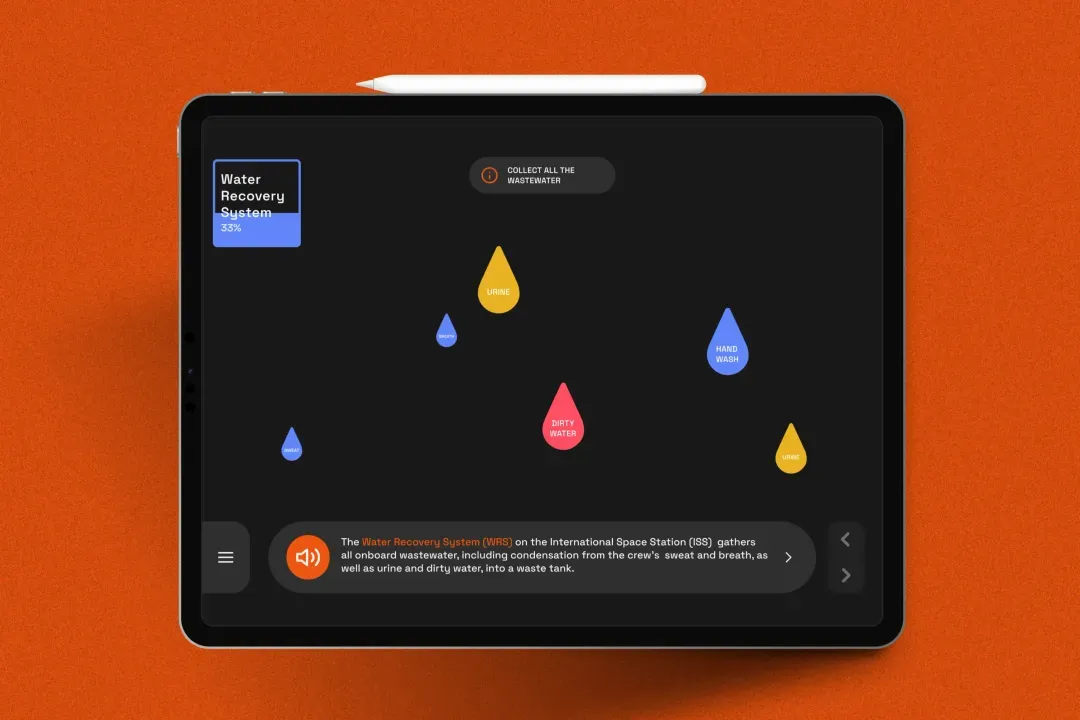 Water
Recovery
System
33%
COLLECT ALL THE
WASTEWATER
URINE
BREATH
HAND
WASH
DIRTY
WATER
SWEAT
URINE
The Water Recovery System (WRS) on the International Space Station (ISS) gathers
all onboard wastewater, including condensation from the crew's sweat and breath, as
well as urine and dirty water, into a waste tank.